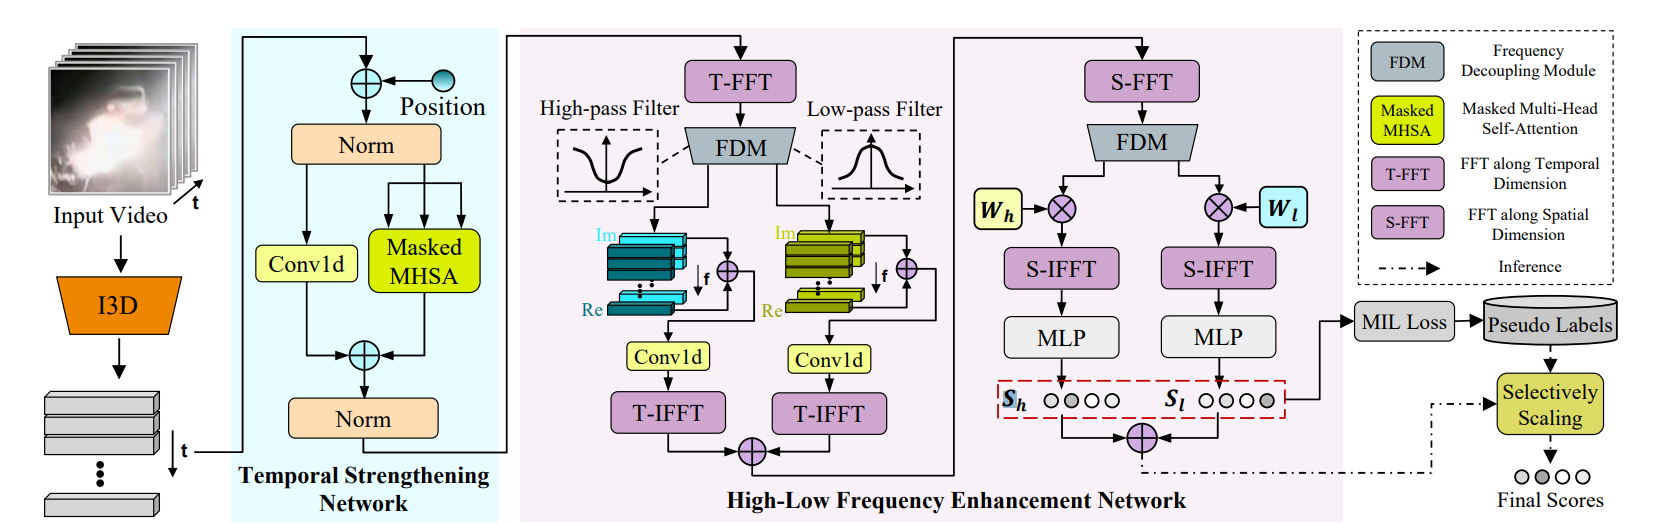 Input Video
t
I3D
t
Position
Norm
Conv1d
Masked
MHSA
Norm
Temporal Strengthening
Network
T-FFT
High-pass Filter
Low-pass Filter
FDM
Im
Re
f
Im
Re
f
Conv1d
Conv1d
T-IFFT
T-IFFT
High-Low Frequency Enhancement Network
S-FFT
FDM
W_h
W_l
S-IFFT
S-IFFT
MLP
MLP
S_h
S_l
FDM
Frequency
Decoupling Module
Masked
MHSA
Masked Multi-Head
Self-Attention
T-FFT
FFT along Temporal
Dimension
S-FFT
FFT along Spatial
Dimension
Inference
MIL Loss
Pseudo Labels
Selectively
Scaling
Final Scores